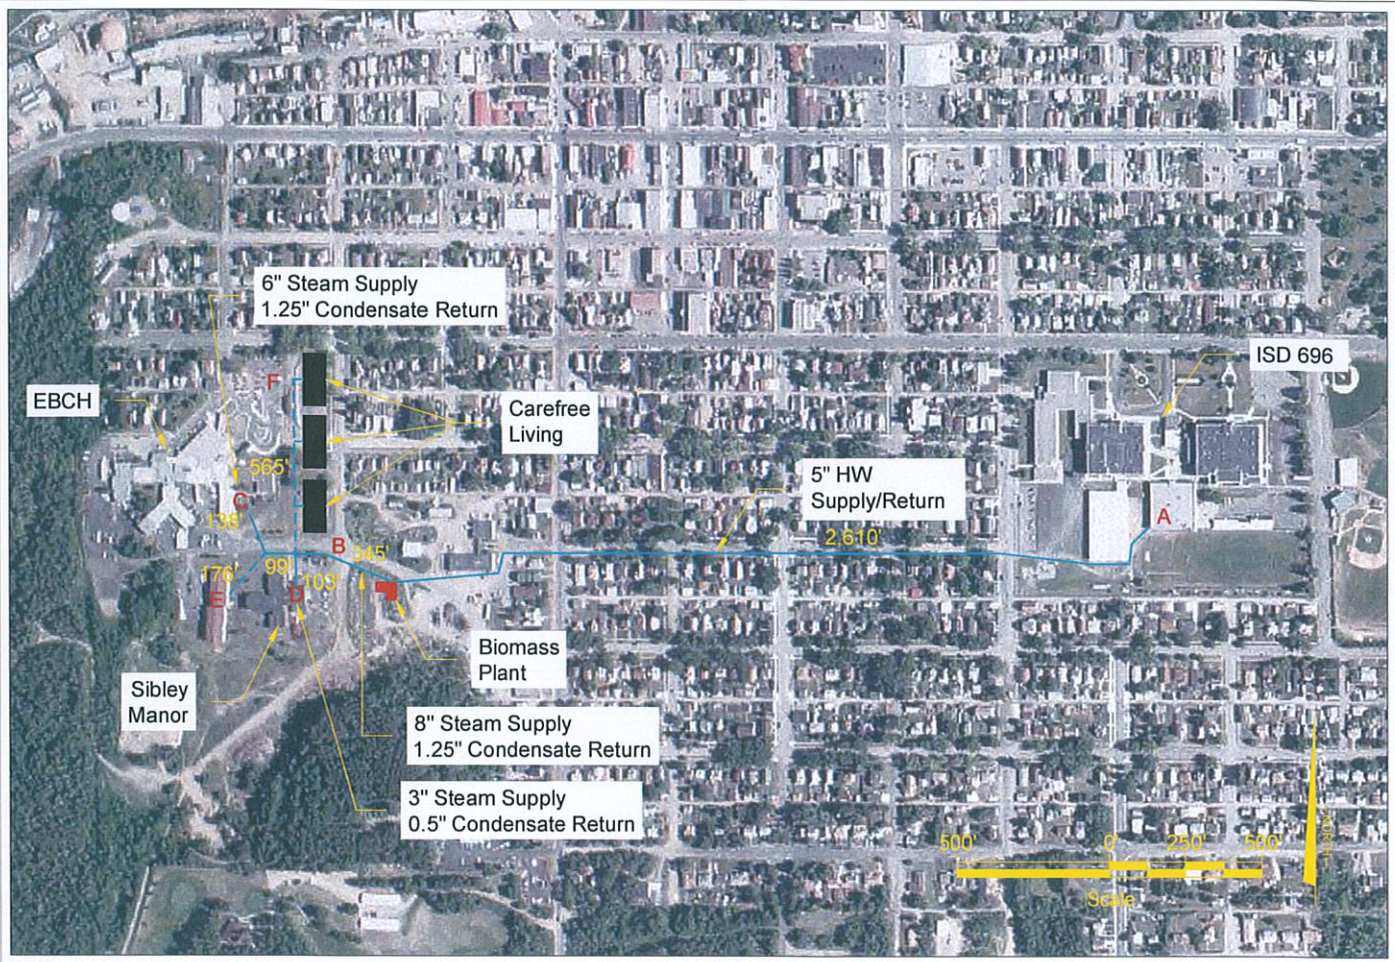 6" Steam Supply
1.25" Condensate Return
ISD 696
F
EBCH
Carefree
Living
565'
5" HW
Supply/Return
C
138'
A
B
345'
2,610'
99'
176'
103'
E
D
Biomass
Plant
Sibley
Manor
8" Steam Supply
1.25" Condensate Return
3" Steam Supply
0.5" Condensate Return
500' 0' 250' 500'
Scale
NORTH